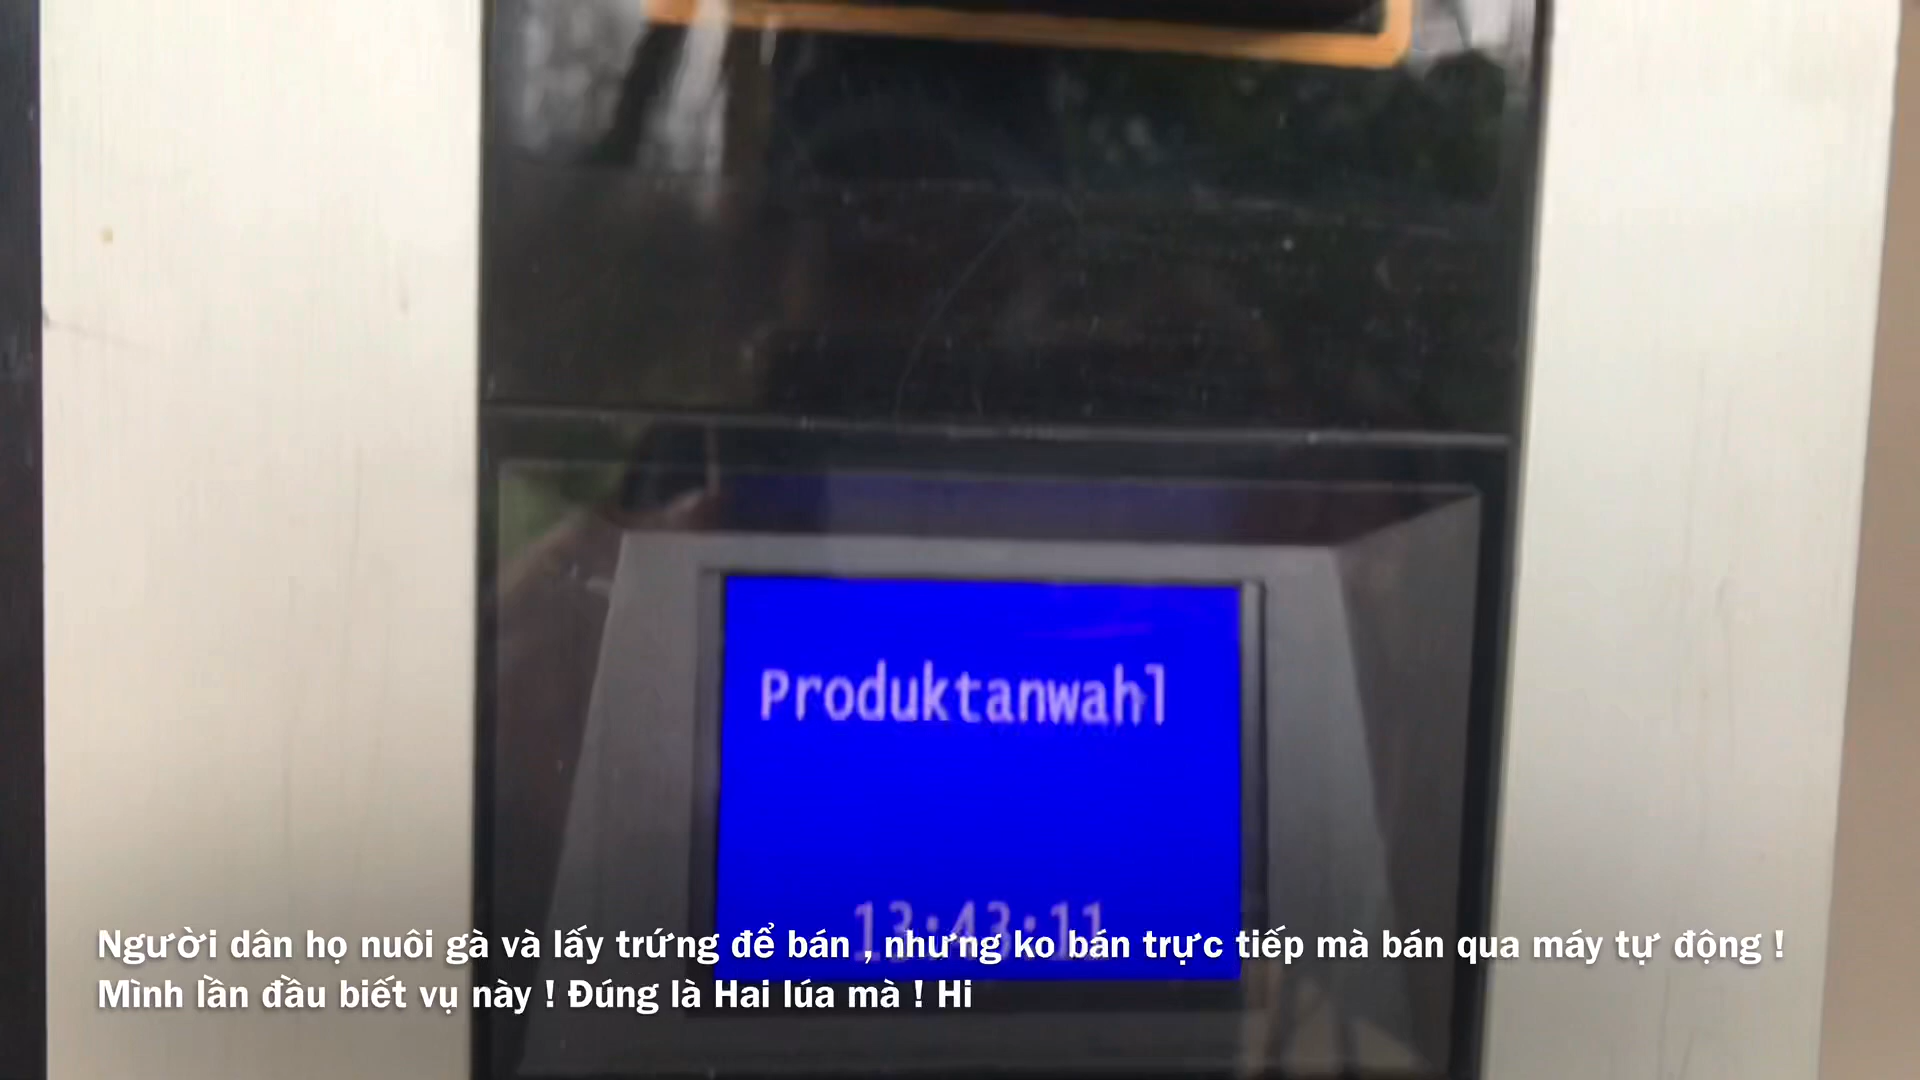 Produktanwahl
13:43:11
Người dân họ nuôi gà và lấy trứng để bán , nhưng ko bán trực tiếp mà bán qua máy tự động !
Mình lần đầu biết vụ này ! Đúng là Hai lúa mà ! Hi